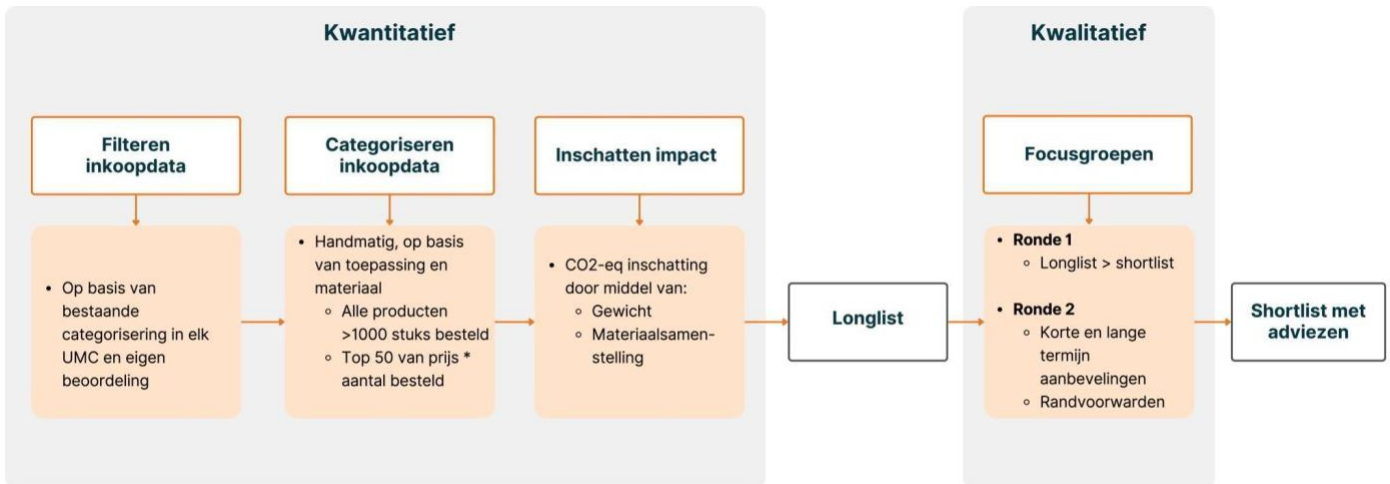 Kwantitatief
Filteren
inkoopdata
• Op basis van
bestaande
categorisering in elk
UMC en eigen
beoordeling
Categoriseren
inkoopdata
• Handmatig, op basis
van toepassing en
materiaal
◦ Alle producten
>1000 stuks besteld
◦ Top 50 van prijs *
aantal besteld
Inschatten impact
• CO2-eq inschatting
door middel van:
◦ Gewicht
◦ Materiaalsamen-
stelling
Longlist
Kwalitatief
Focusgroepen
• Ronde 1
◦ Longlist > shortlist
• Ronde 2
◦ Korte en lange
termijn
aanbevelingen
◦ Randvoorwarden
Shortlist met
adviezen